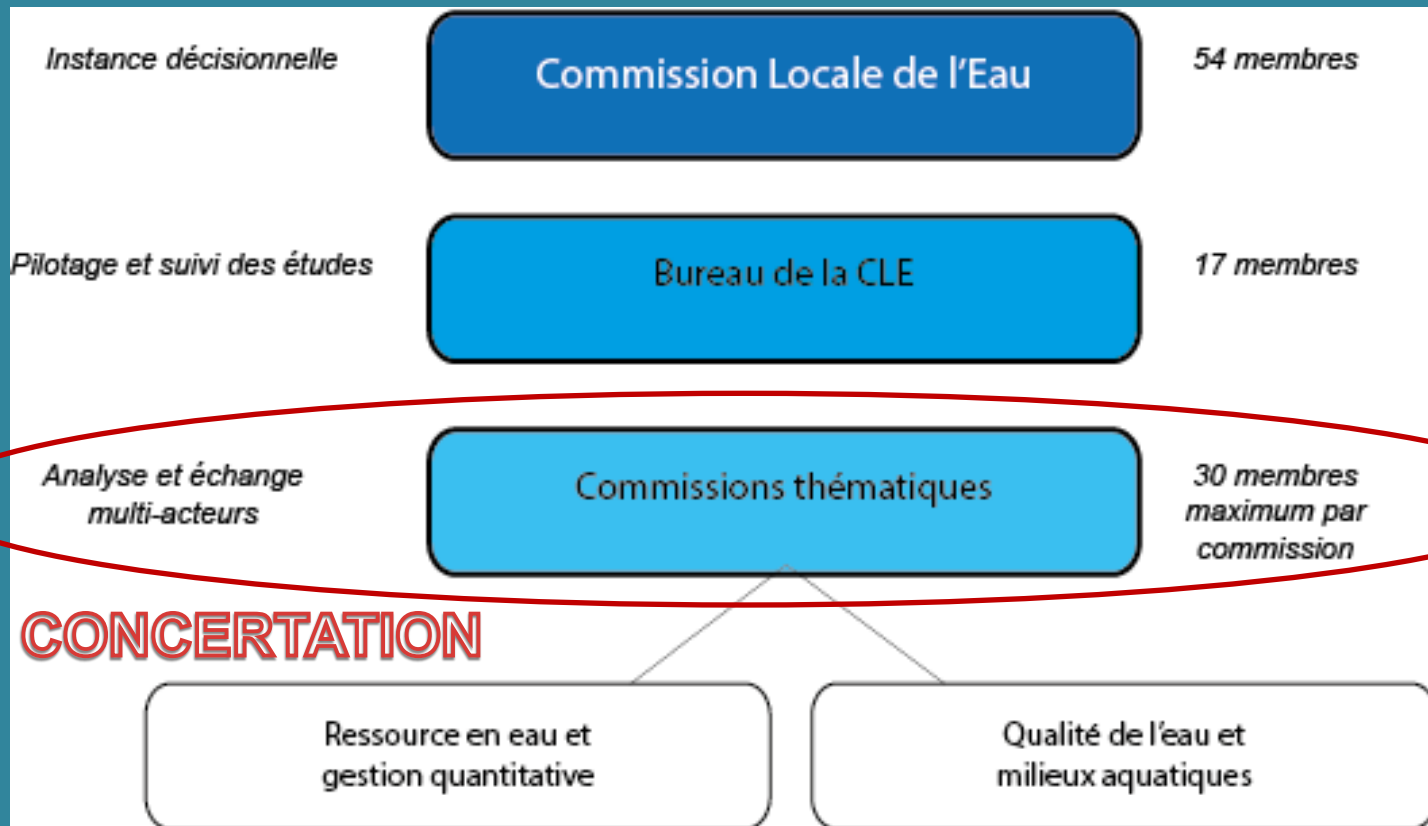 Instance décisionnelle
Commission Locale de l'Eau
54 membres
Pilotage et suivi des études
Bureau de la CLE
17 membres
Analyse et échange
multi-acteurs
Commissions thématiques
30 membres
maximum par
commission
CONCERTATION
Ressource en eau et
gestion quantitative
Qualité de l'eau et
milieux aquatiques